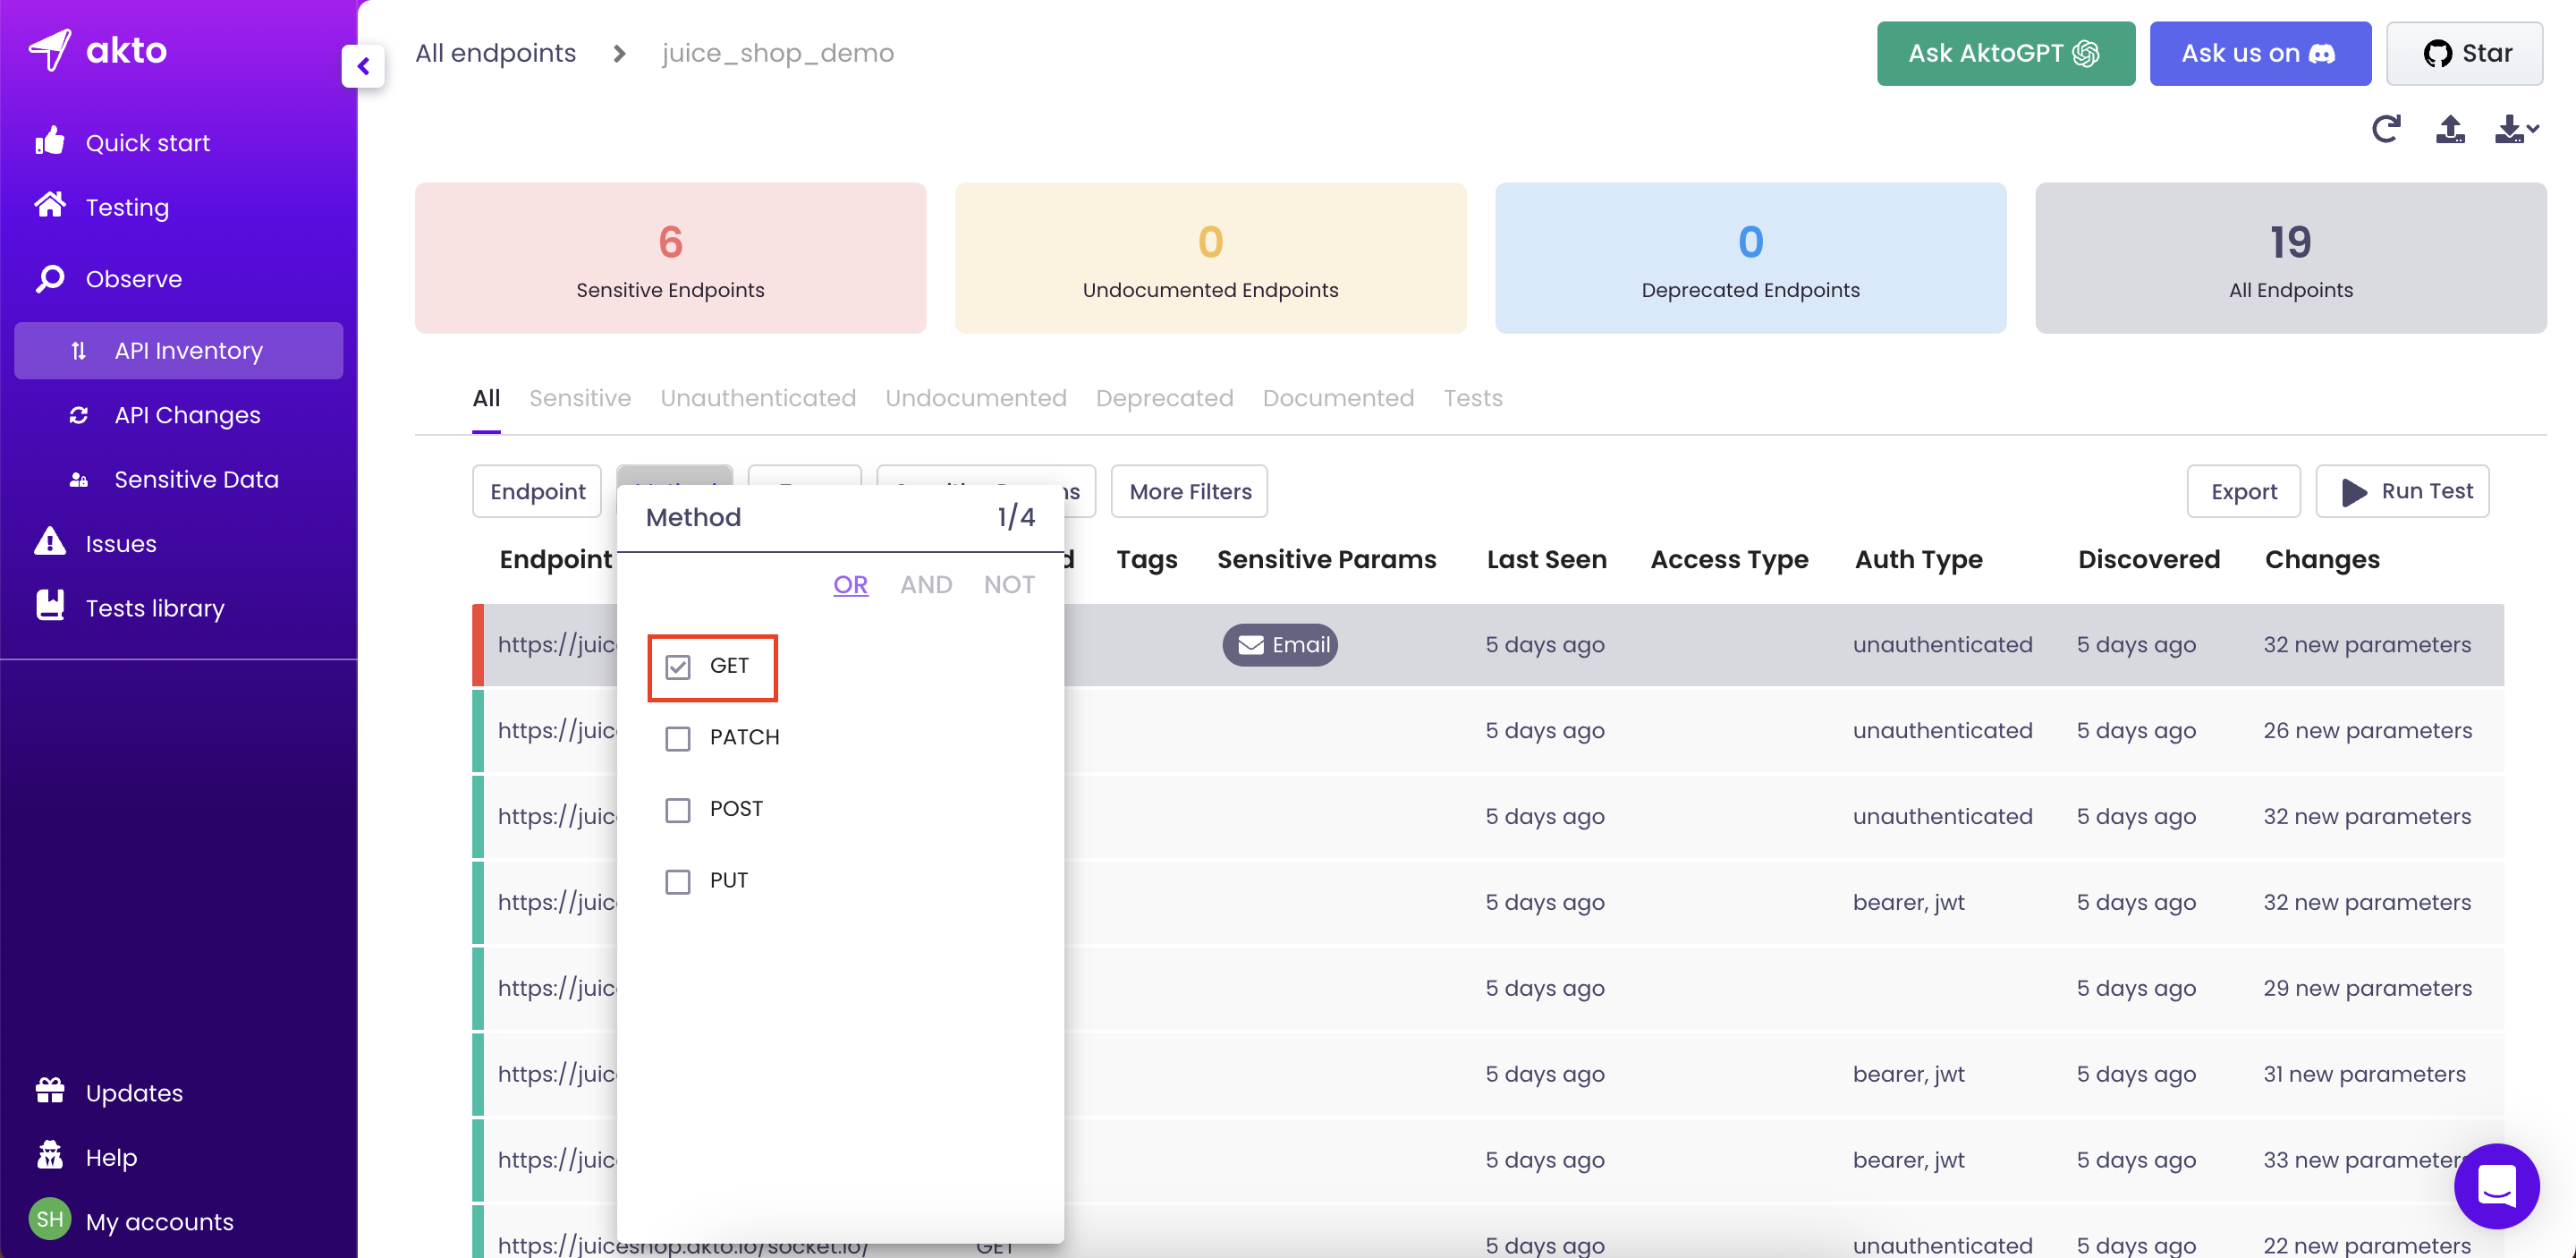 akto
All endpoints juice_shop_demo
Ask AktoGPT
Ask us on
Star
Quick start
Testing
Observe
API Inventory
API Changes
Sensitive Data
Issues
Tests library
Updates
Help
SH My accounts
6
Sensitive Endpoints
0
Undocumented Endpoints
0
Deprecated Endpoints
19
All Endpoints
All Sensitive Unauthenticated Undocumented Deprecated Documented Tests
Endpoint More Filters Export Run Test
Method 1/4
OR AND NOT
GET
PATCH
POST
PUT
Endpoint Tags Sensitive Params Last Seen Access Type Auth Type Discovered Changes
https://juic Email 5 days ago unauthenticated 5 days ago 32 new parameters
https://juic 5 days ago unauthenticated 5 days ago 26 new parameters
https://juic 5 days ago unauthenticated 5 days ago 32 new parameters
https://juic 5 days ago bearer, jwt 5 days ago 32 new parameters
https://juic 5 days ago 5 days ago 29 new parameters
https://juic 5 days ago bearer, jwt 5 days ago 31 new parameters
https://juic 5 days ago bearer, jwt 5 days ago 33 new parameters
https://juiceshop.akto.io/socket.io/ GET 5 days ago unauthenticated 5 days ago 22 new parameters